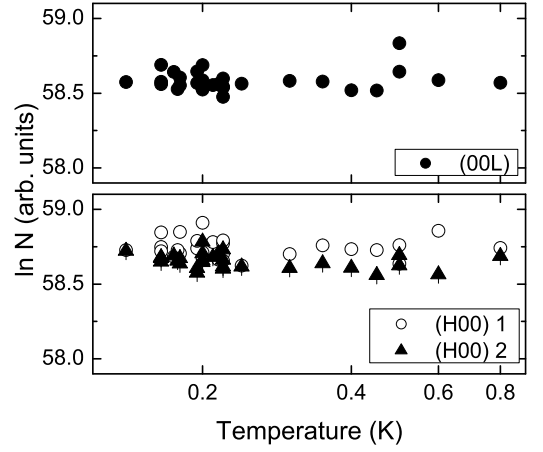 59.0
58.5
58.0
(00L)
ln N (arb. units)
59.0
58.5
58.0
(H00) 1
(H00) 2
0.2
0.4
0.6
0.8
Temperature (K)